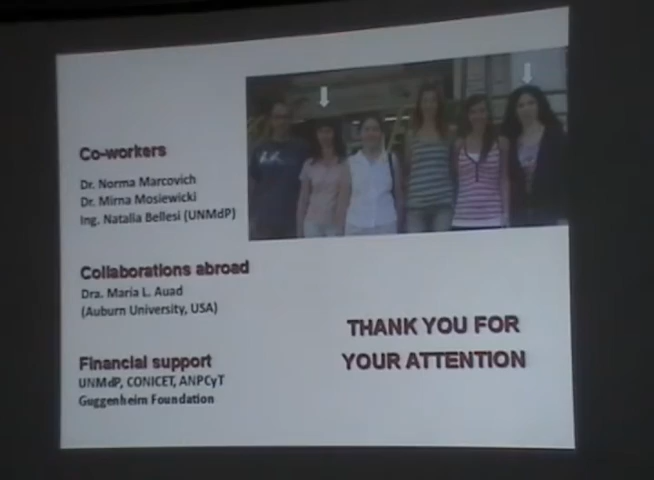 Co-workers
Dr. Norma Marcovich
Dr. Mirna Mosiewicki
Ing. Natalia Bellesi (UNMdP)
Collaborations abroad
Dra. Maria L. Auad
(Auburn University, USA)
Financial support
UNMdP, CONICET, ANPCyT
Guggenheim Foundation
THANK YOU FOR
YOUR ATTENTION